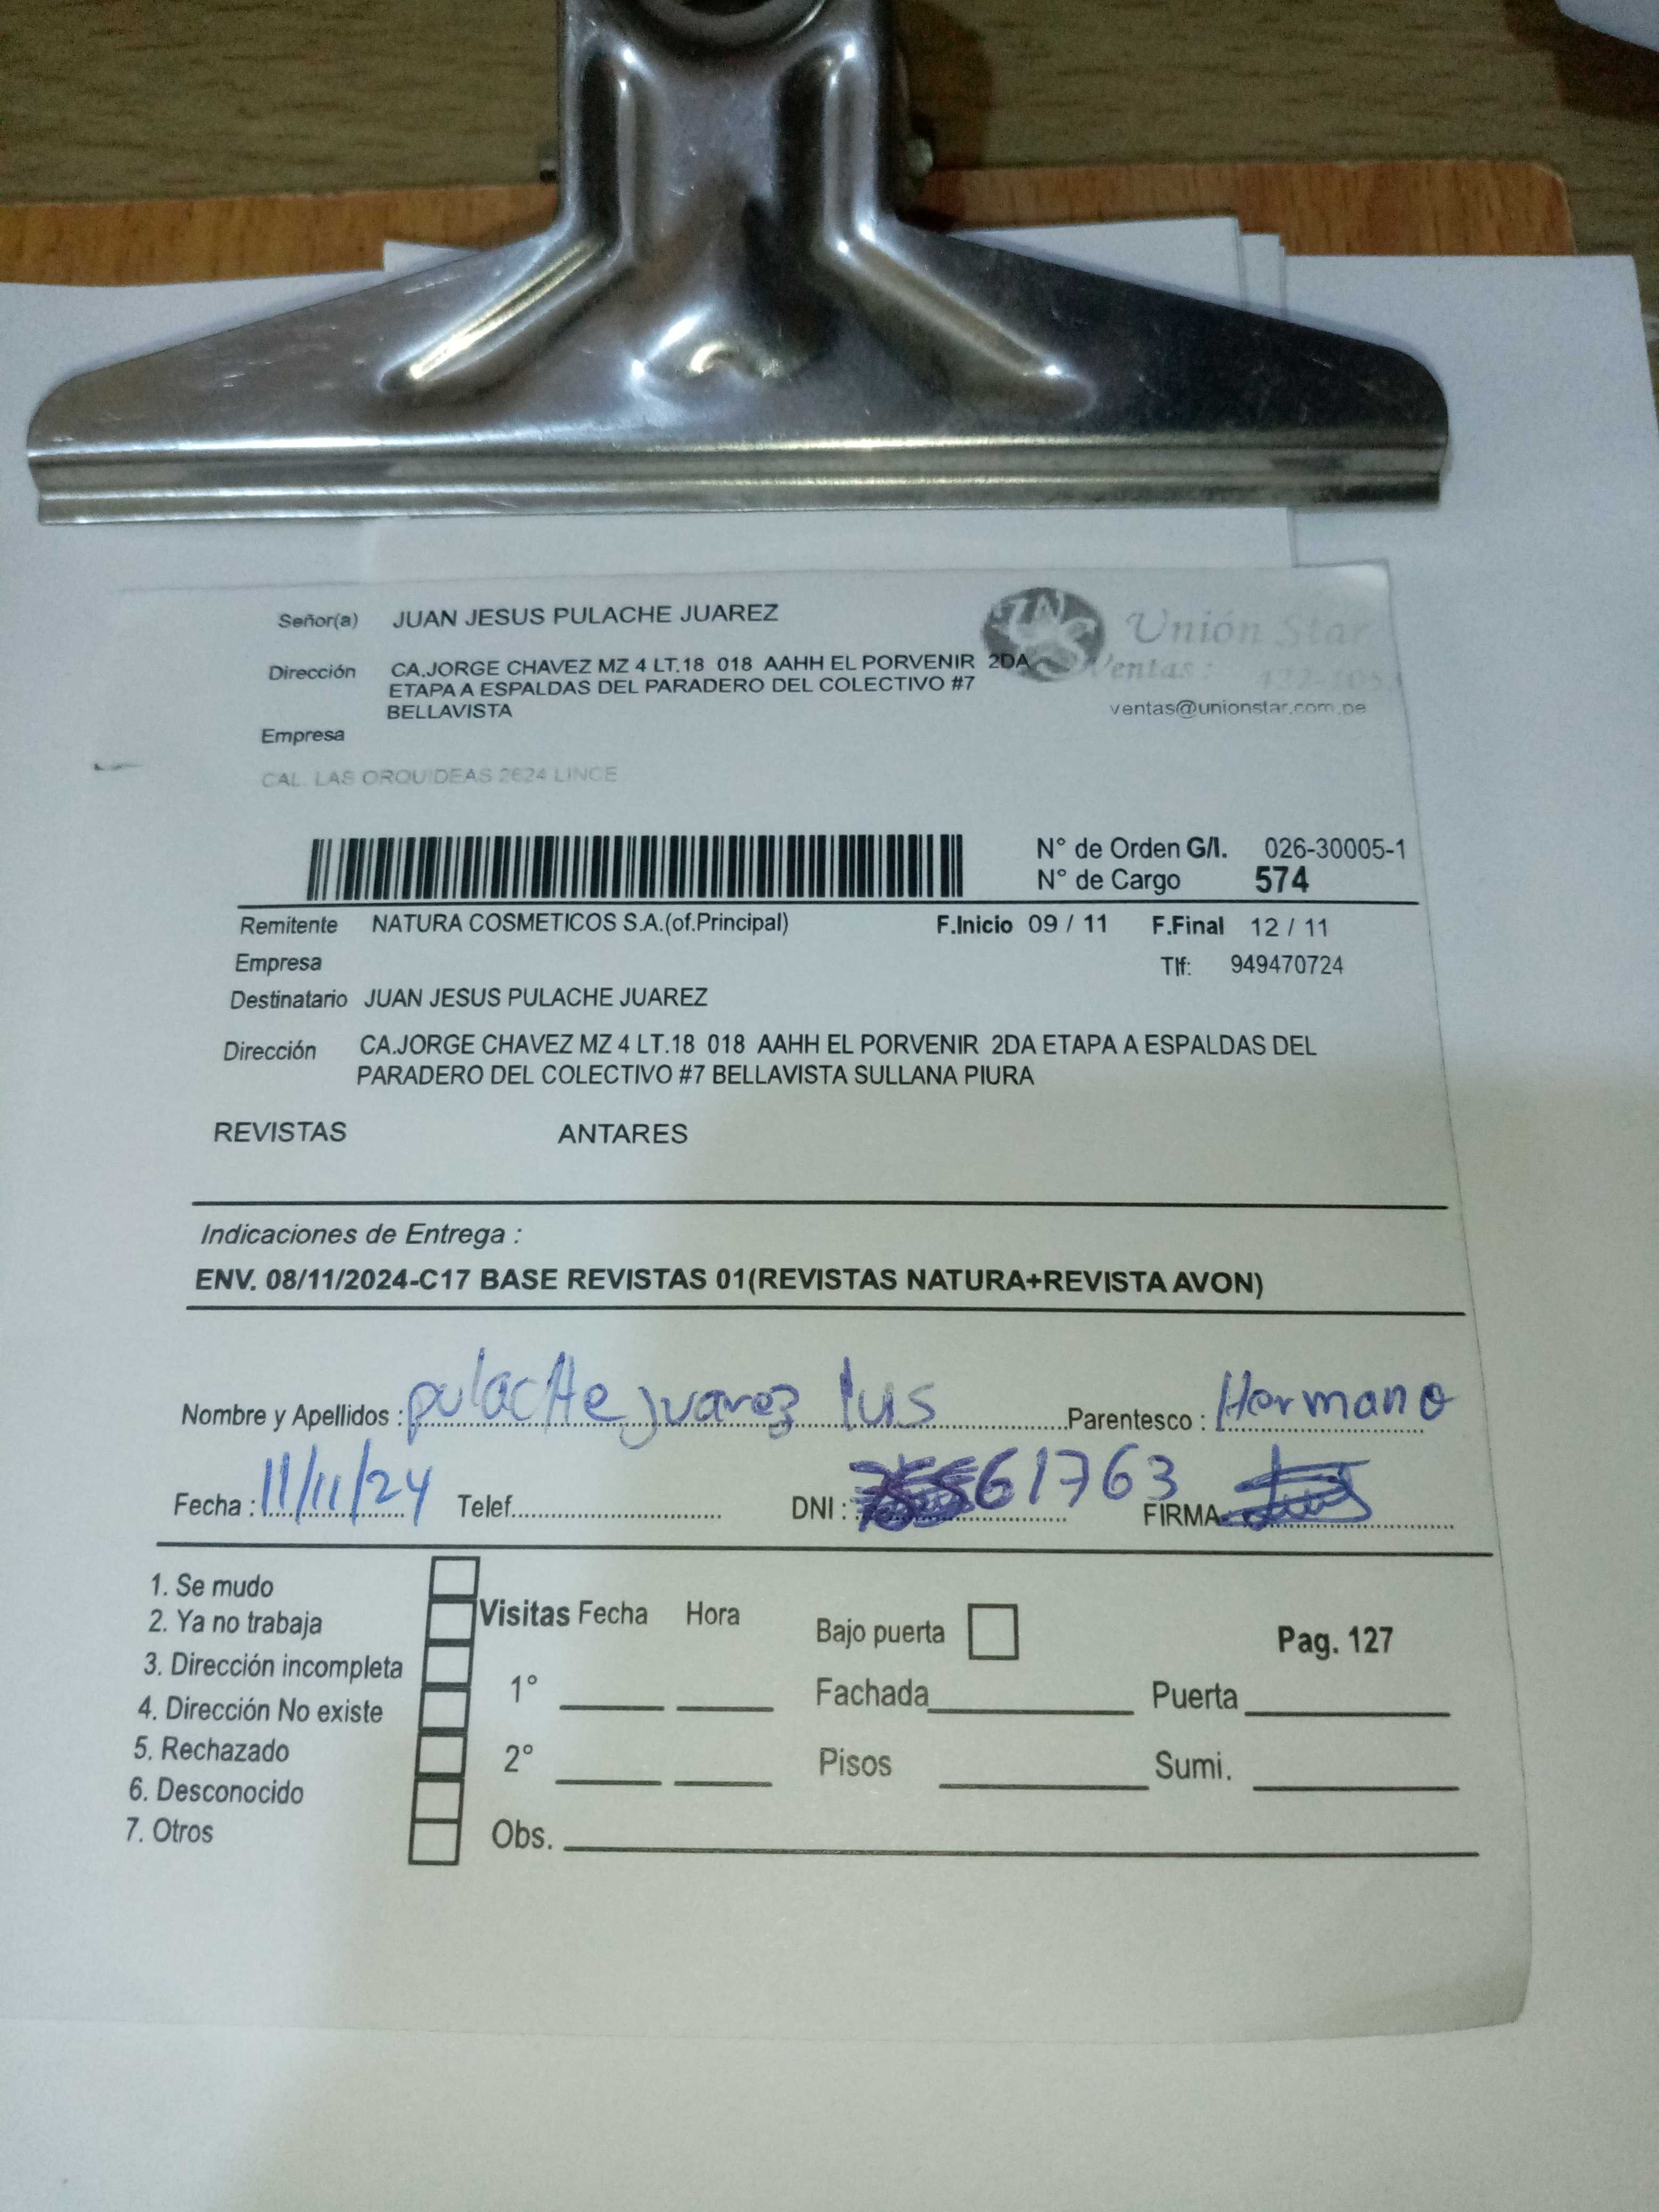 Señor(a) JUAN JESUS PULACHE JUAREZ
Unión Star
Dirección CA.JORGE CHAVEZ MZ 4 LT.18 018 AAHH EL PORVENIR 2DA
Ventas:
ETAPA A ESPALDAS DEL PARADERO DEL COLECTIVO #7
BELLAVISTA
ventas@unionstar.com.pe
Empresa
CAL. LAS ORQUIDEAS 2624 LINCE
N° de Orden G/I. 026-30005-1
N° de Cargo 574
Remitente NATURA COSMETICOS S.A.(of.Principal) F.Inicio 09 / 11 F.Final 12 / 11
Empresa Tlf: 949470724
Destinatario JUAN JESUS PULACHE JUAREZ
Dirección CA.JORGE CHAVEZ MZ 4 LT.18 018 AAHH EL PORVENIR 2DA ETAPA A ESPALDAS DEL
PARADERO DEL COLECTIVO #7 BELLAVISTA SULLANA PIURA
REVISTAS ANTARES
Indicaciones de Entrega :
ENV. 08/11/2024-C17 BASE REVISTAS 01(REVISTAS NATURA+REVISTA AVON)
Nombre y Apellidos : pulacHe juarez luis Parentesco : Hermano
Fecha : 11/11/24 Telef. DNI : 61763 FIRMA
1. Se mudo
2. Ya no trabaja
3. Dirección incompleta
4. Dirección No existe
5. Rechazado
6. Desconocido
7. Otros
Visitas Fecha Hora
1°
2°
Obs.
Bajo puerta Pag. 127
Fachada Puerta
Pisos Sumi.